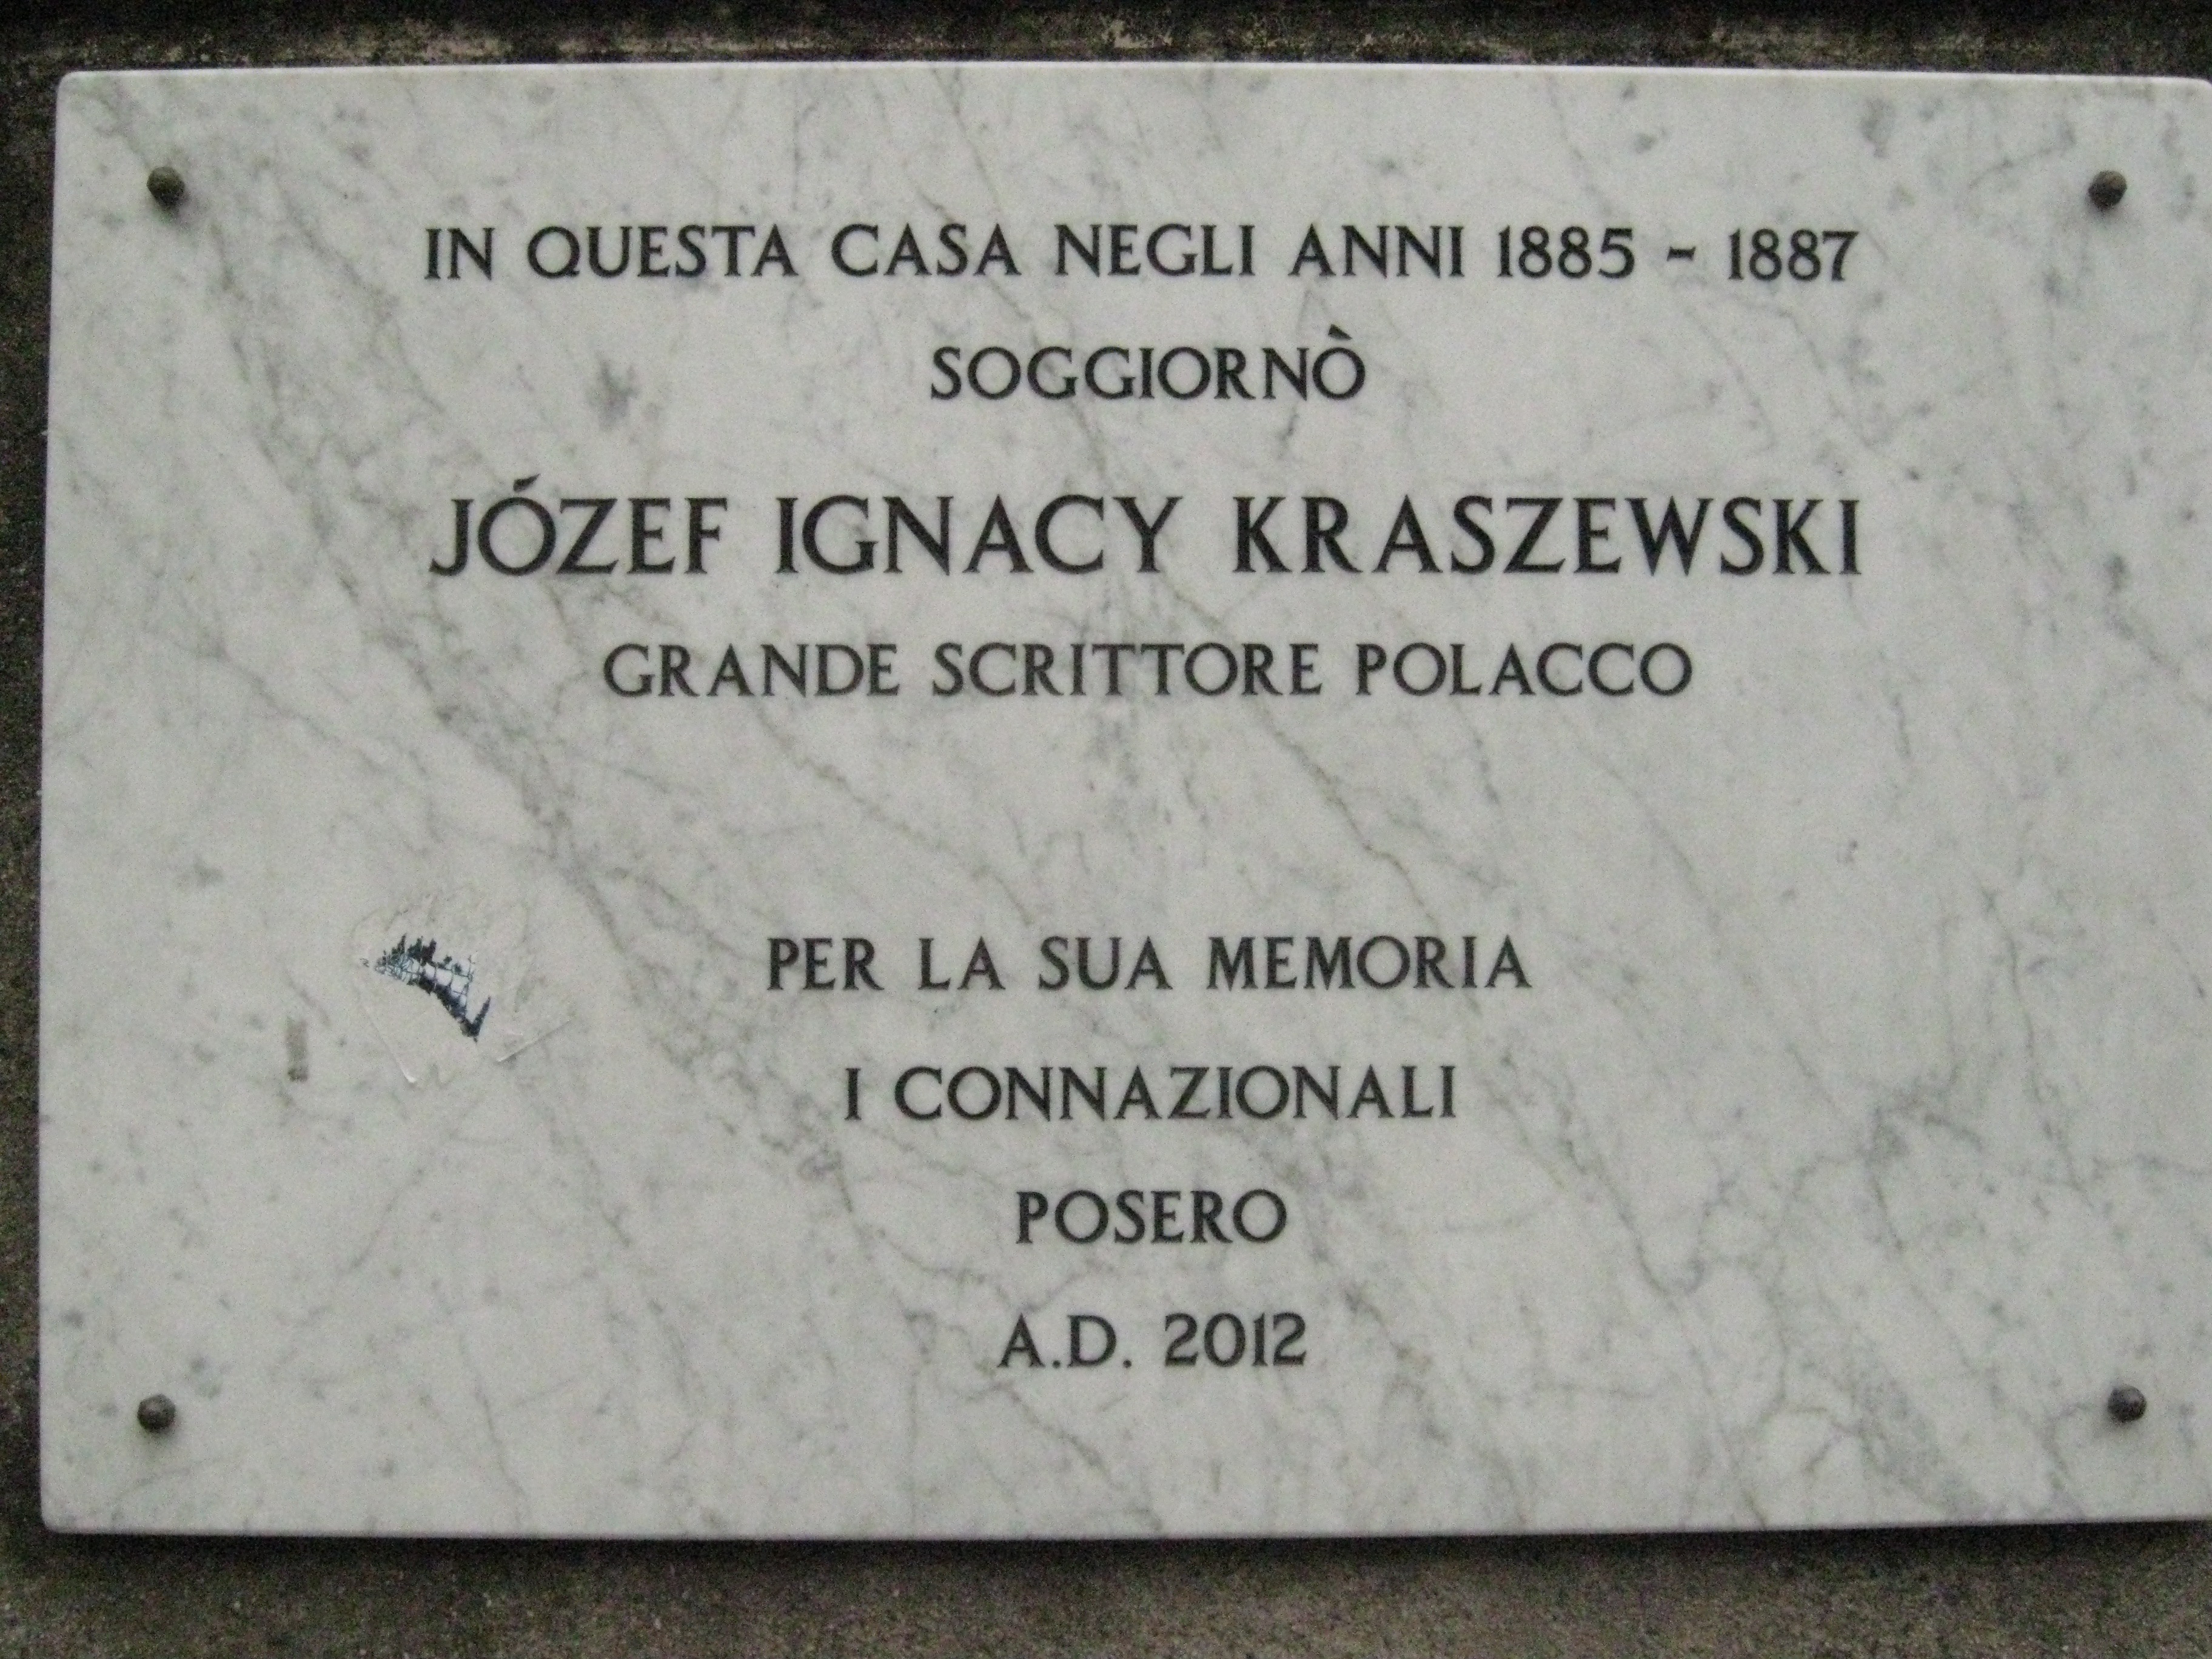 IN QUESTA CASA NEGLI ANNI 1885 - 1887
SOGGIORNÒ
JÓZEF IGNACY KRASZEWSKI
GRANDE SCRITTORE POLACCO
PER LA SUA MEMORIA
I CONNAZIONALI
POSERO
A.D. 2012